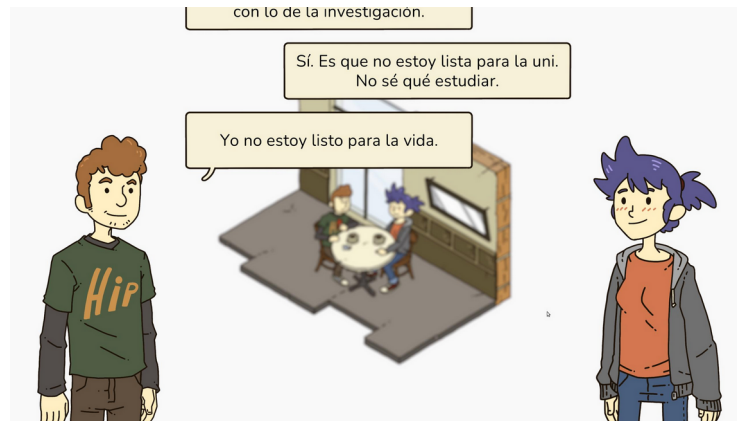 con lo de la investigación.
Sí. Es que no estoy lista para la uni.
No sé qué estudiar.
Yo no estoy listo para la vida.
Hip